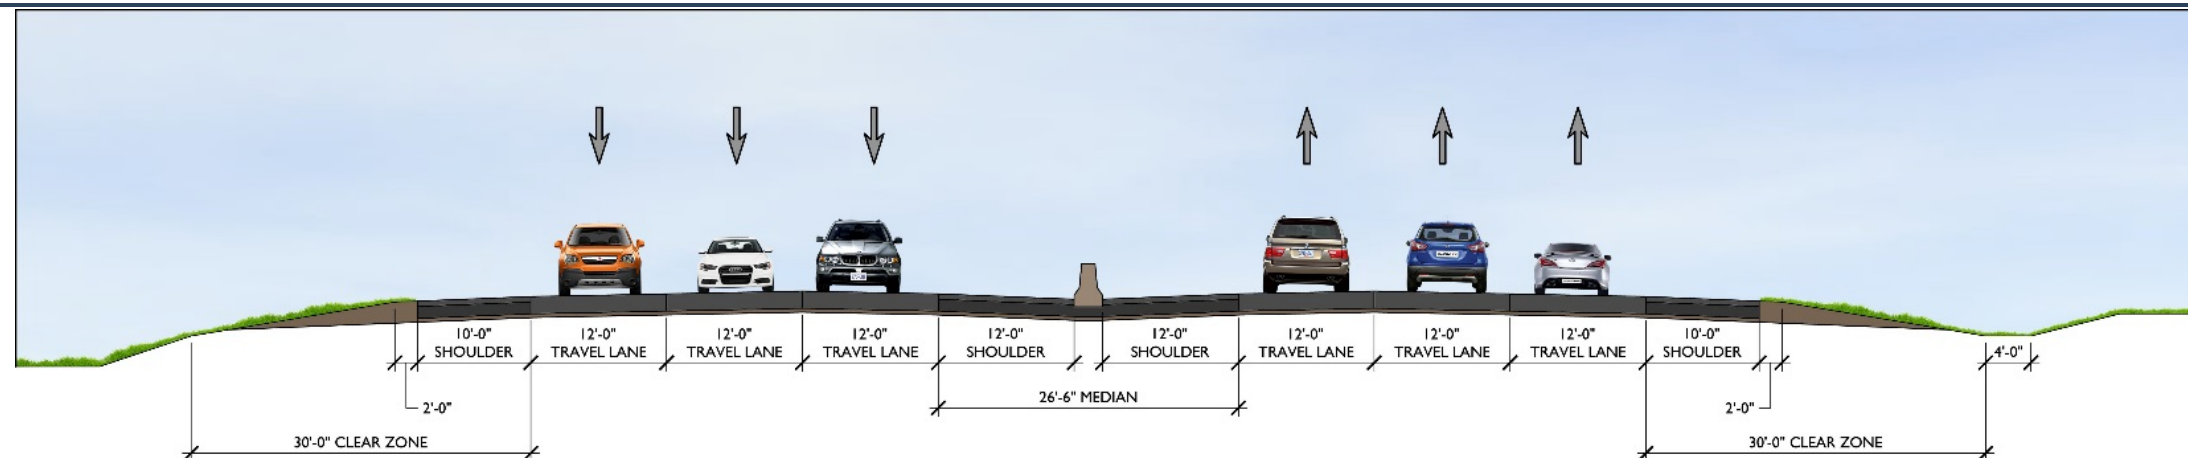 10'-0"
SHOULDER
12'-0"
TRAVEL LANE
12'-0"
TRAVEL LANE
12'-0"
TRAVEL LANE
12'-0"
SHOULDER
12'-0"
SHOULDER
12'-0"
TRAVEL LANE
12'-0"
TRAVEL LANE
12'-0"
TRAVEL LANE
10'-0"
SHOULDER
4'-0"
2'-0"
26'-6" MEDIAN
2'-0"
30'-0" CLEAR ZONE
30'-0" CLEAR ZONE